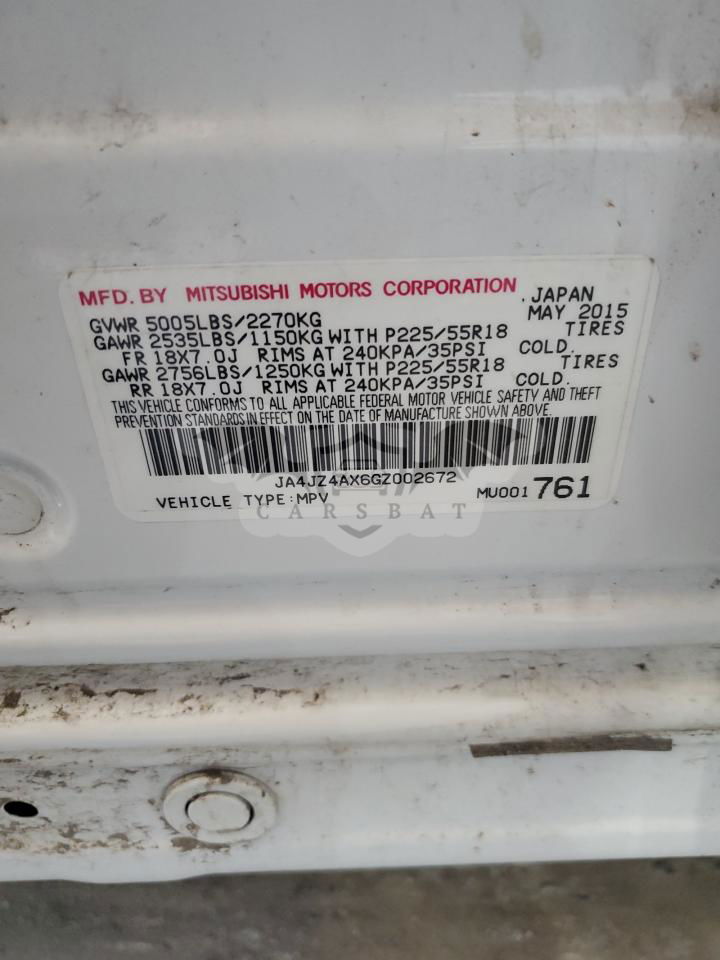 MFD. BY MITSUBISHI MOTORS CORPORATION , JAPAN
GVWR 5005LBS/2270KG MAY 2015
GAWR 2535LBS/1150KG WITH P225/55R18 TIRES
FR 18X7.0J RIMS AT 240KPA/35PSI COLD.
GAWR 2756LBS/1250KG WITH P225/55R18 TIRES
RR 18X7.0J RIMS AT 240KPA/35PSI COLD.
THIS VEHICLE CONFORMS TO ALL APPLICABLE FEDERAL MOTOR VEHICLE SAFETY AND THEFT
PREVENTION STANDARDS IN EFFECT ON THE DATE OF MANUFACTURE SHOWN ABOVE.
JA4JZ4AX6GZ002672
VEHICLE TYPE:MPV MU001761
CARSBAT